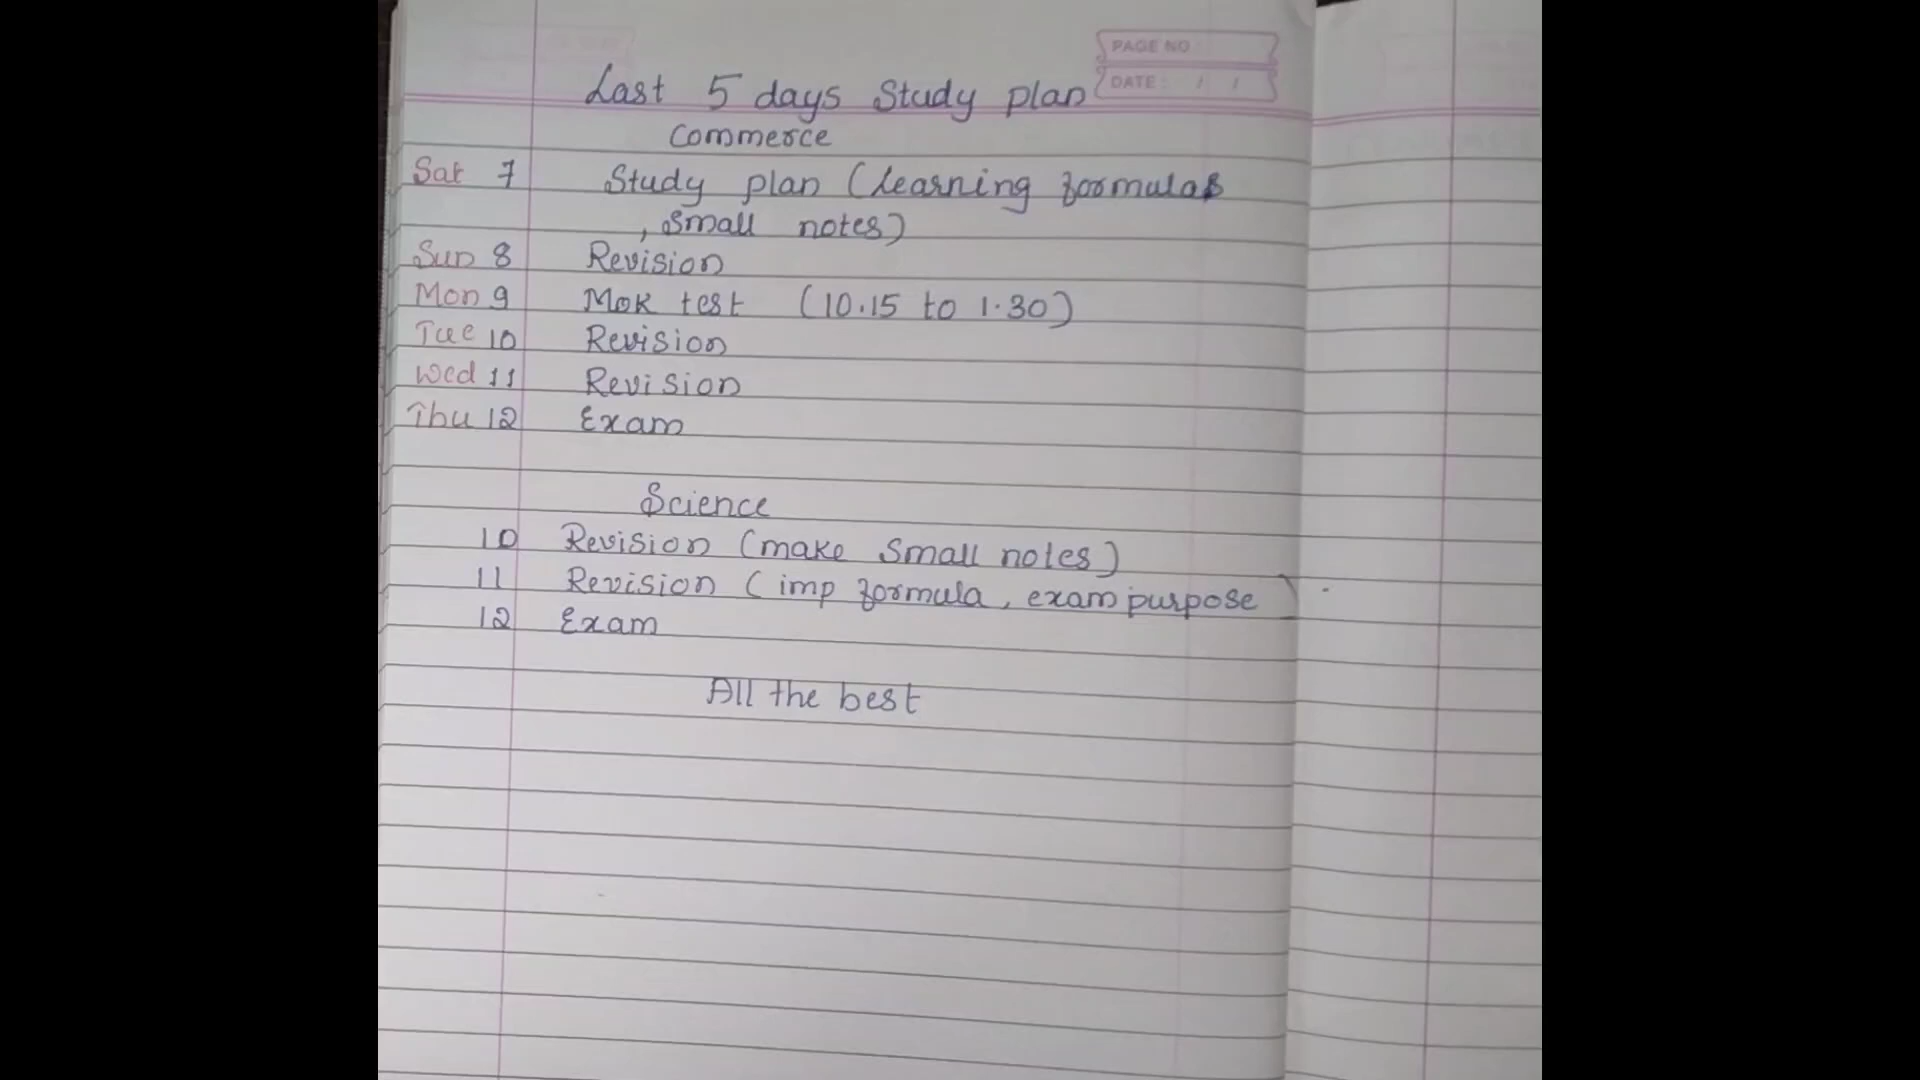 PAGE NO
DATE: / /
Last 5 days Study plan
Commerce
Sat 7 Study plan (Learning formulas
, Small notes)
Sun 8 Revision
Mon 9 Mok test (10.15 to 1.30)
Tue 10 Revision
Wed 11 Revision
Thu 12 Exam
Science
10 Revision (make Small notes)
11 Revision (imp formula, exam purpose)
12 Exam
All the best